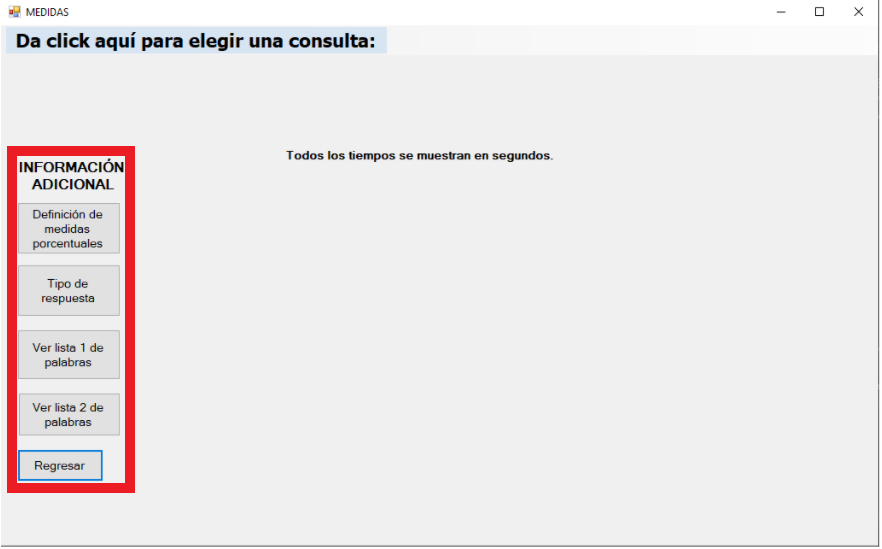 MEDIDAS
Da click aquí para elegir una consulta:
Todos los tiempos se muestran en segundos.
INFORMACIÓN
ADICIONAL
Definición de
medidas
porcentuales
Tipo de
respuesta
Ver lista 1 de
palabras
Ver lista 2 de
palabras
Regresar